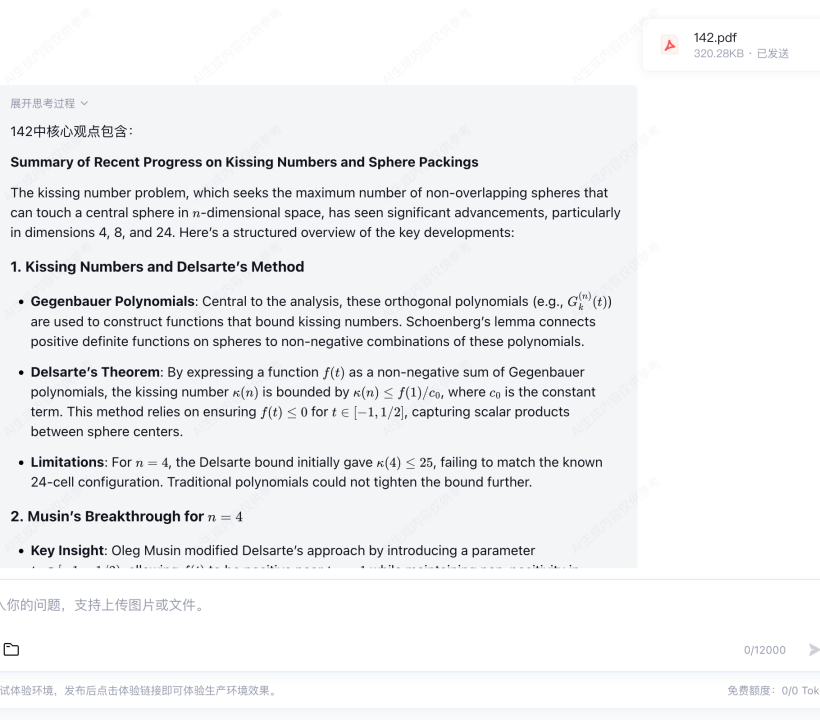 142.pdf
320.28KB · 已发送
展开思考过程
142中核心观点包含：
Summary of Recent Progress on Kissing Numbers and Sphere Packings
The kissing number problem, which seeks the maximum number of non-overlapping spheres that
can touch a central sphere in n-dimensional space, has seen significant advancements, particularly
in dimensions 4, 8, and 24. Here's a structured overview of the key developments:
1. Kissing Numbers and Delsarte's Method
• Gegenbauer Polynomials: Central to the analysis, these orthogonal polynomials (e.g., G_k^{(n)}(t))
are used to construct functions that bound kissing numbers. Schoenberg's lemma connects
positive definite functions on spheres to non-negative combinations of these polynomials.
• Delsarte's Theorem: By expressing a function f(t) as a non-negative sum of Gegenbauer
polynomials, the kissing number κ(n) is bounded by κ(n) ≤ f(1)/c₀, where c₀ is the constant
term. This method relies on ensuring f(t) ≤ 0 for t ∈ [−1, 1/2], capturing scalar products
between sphere centers.
• Limitations: For n = 4, the Delsarte bound initially gave κ(4) ≤ 25, failing to match the known
24-cell configuration. Traditional polynomials could not tighten the bound further.
2. Musin's Breakthrough for n = 4
• Key Insight: Oleg Musin modified Delsarte's approach by introducing a parameter
入你的问题，支持上传图片或文件。
0/12000
试体验环境，发布后点击体验链接即可体验生产环境效果。
免费额度：0/0 Tok
AI生成内容仅供参考